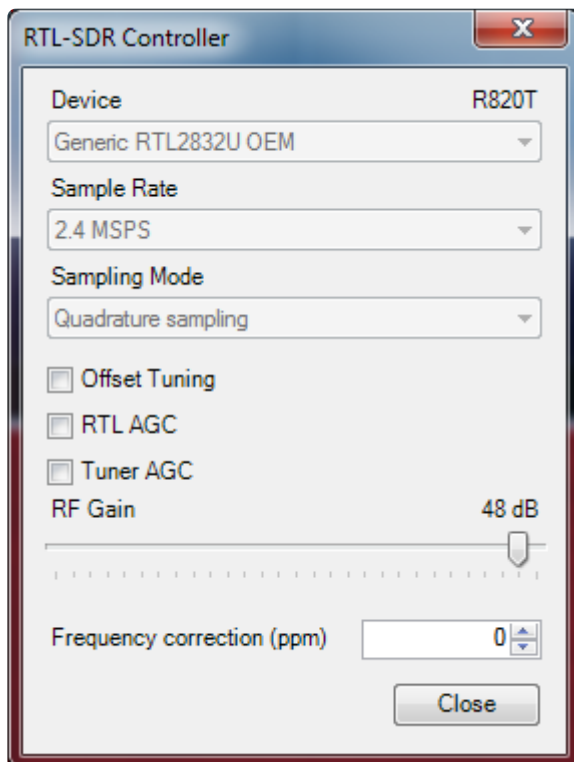 RTL-SDR Controller
Device R820T
Generic RTL2832U OEM
Sample Rate
2.4 MSPS
Sampling Mode
Quadrature sampling
Offset Tuning
RTL AGC
Tuner AGC
RF Gain 48 dB
Frequency correction (ppm) 0
Close